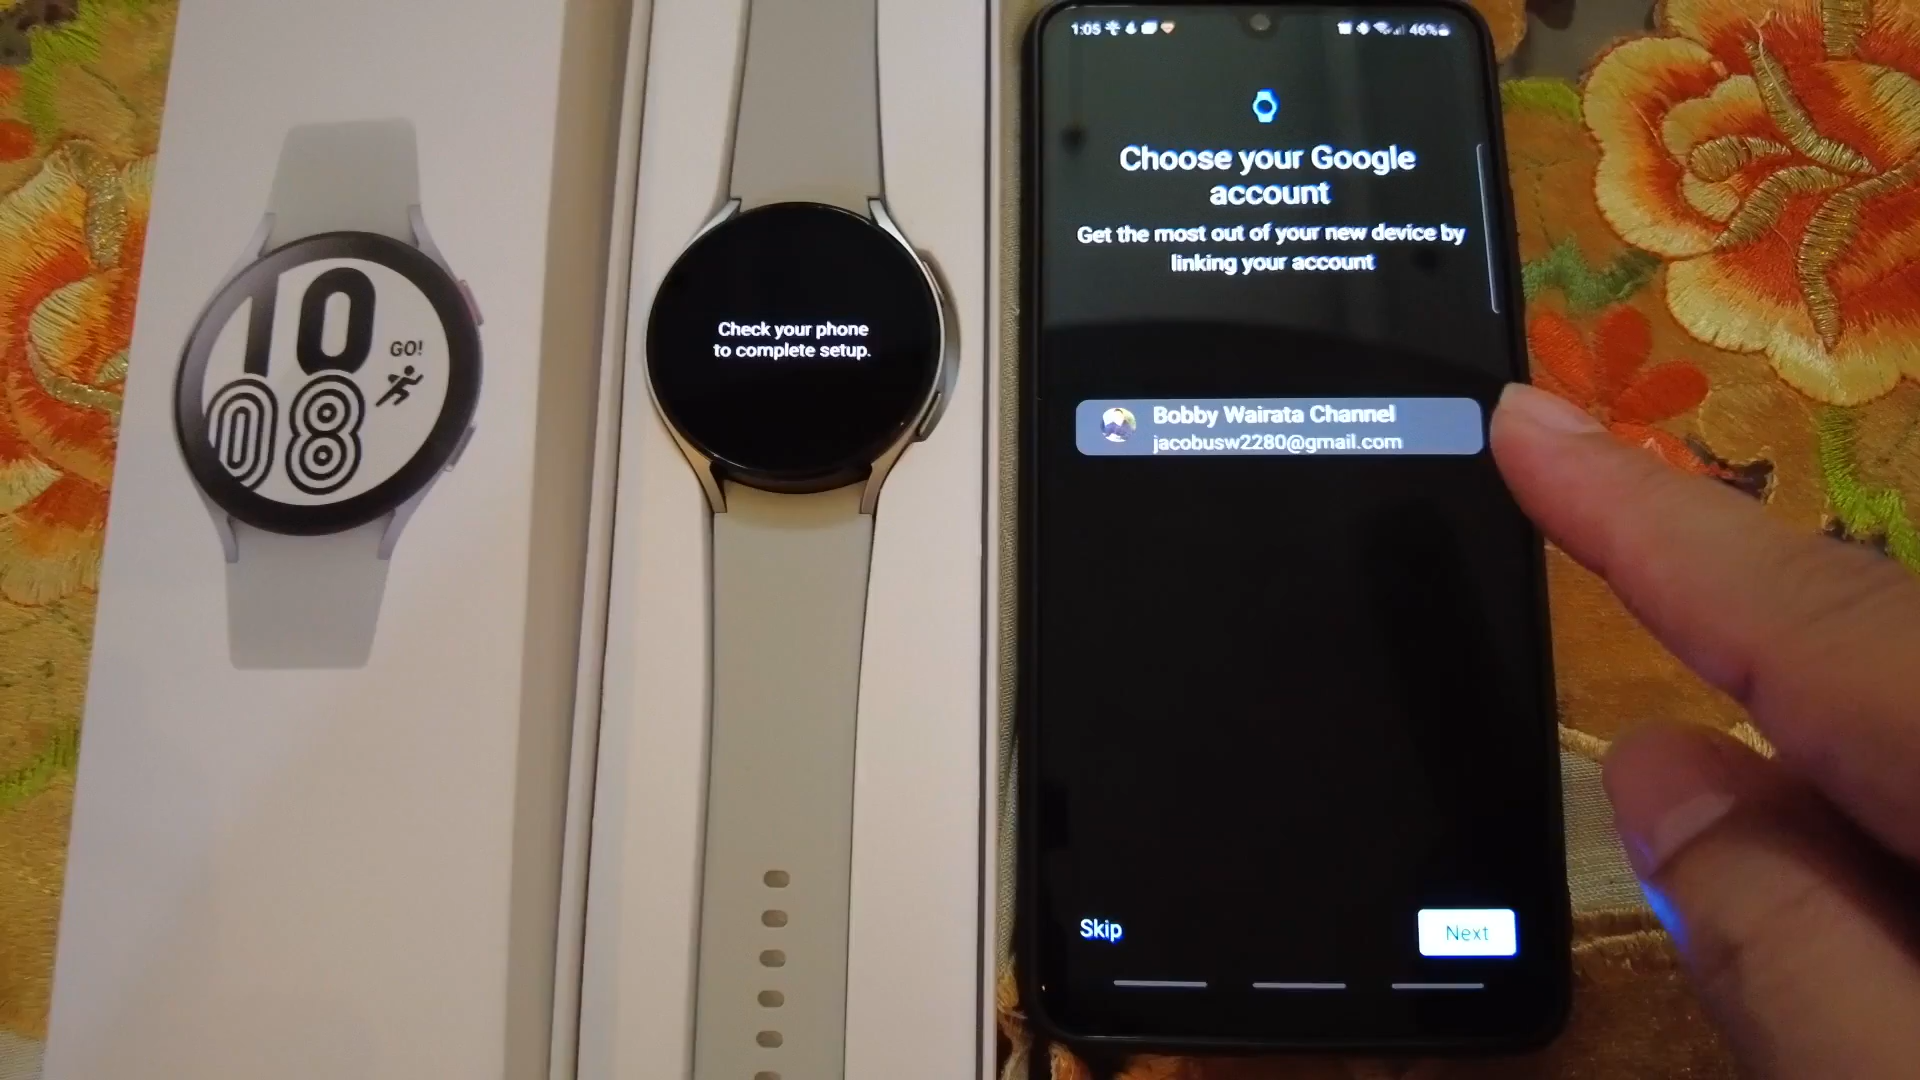 10
08
GO!
Check your phone
to complete setup.
1:05
46%
Choose your Google
account
Get the most out of your new device by
linking your account
Bobby Wairata Channel
jacobusw2280@gmail.com
Skip
Next